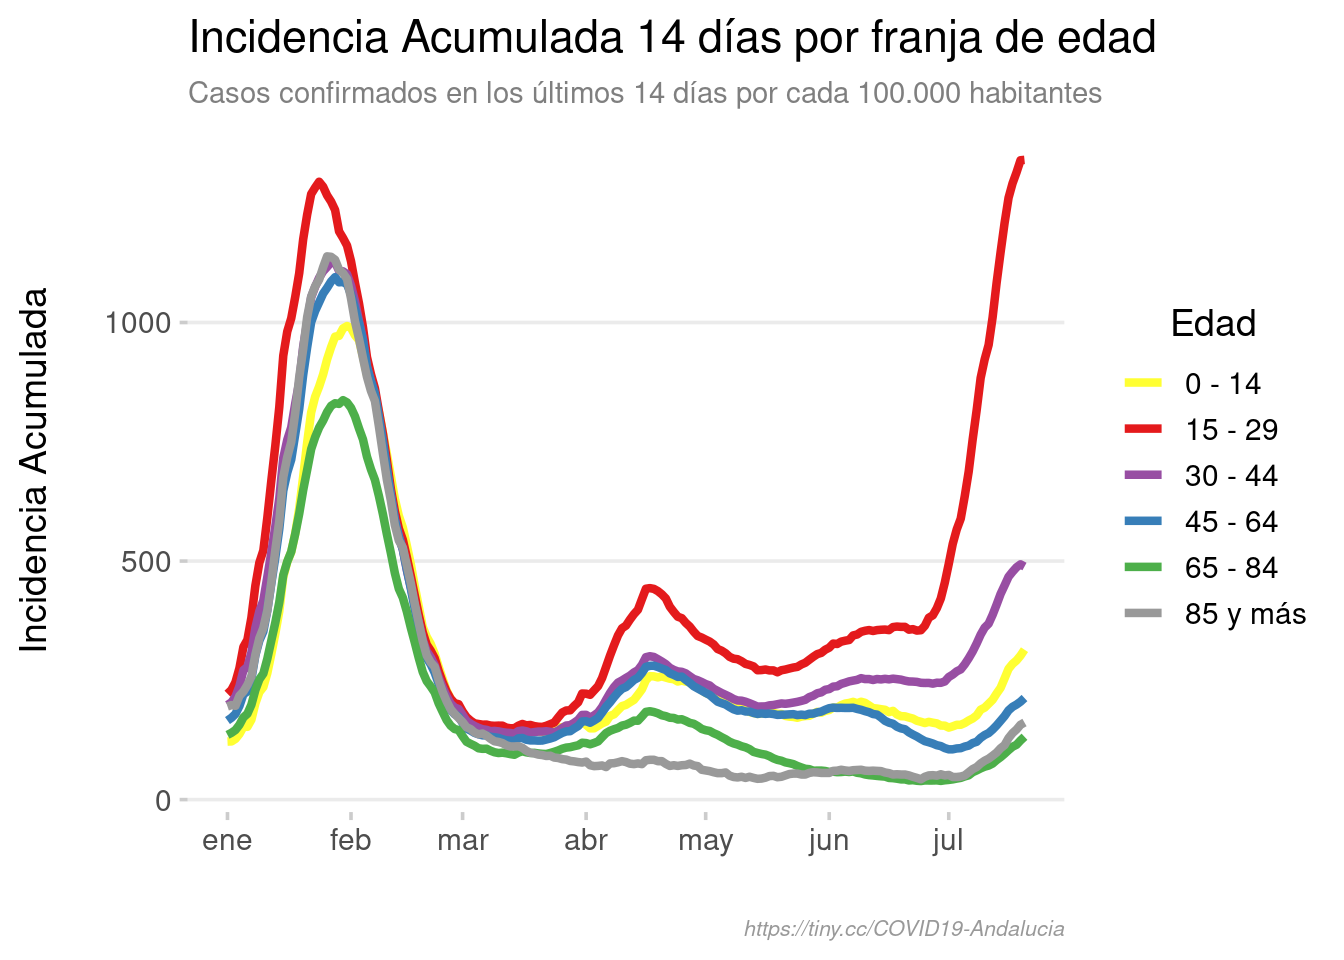 Incidencia Acumulada 14 días por franja de edad
Casos confirmados en los últimos 14 días por cada 100.000 habitantes
Incidencia Acumulada
1000
500
0
ene feb mar abr may jun jul
Edad
0 - 14
15 - 29
30 - 44
45 - 64
65 - 84
85 y más
https://tiny.cc/COVID19-Andalucia